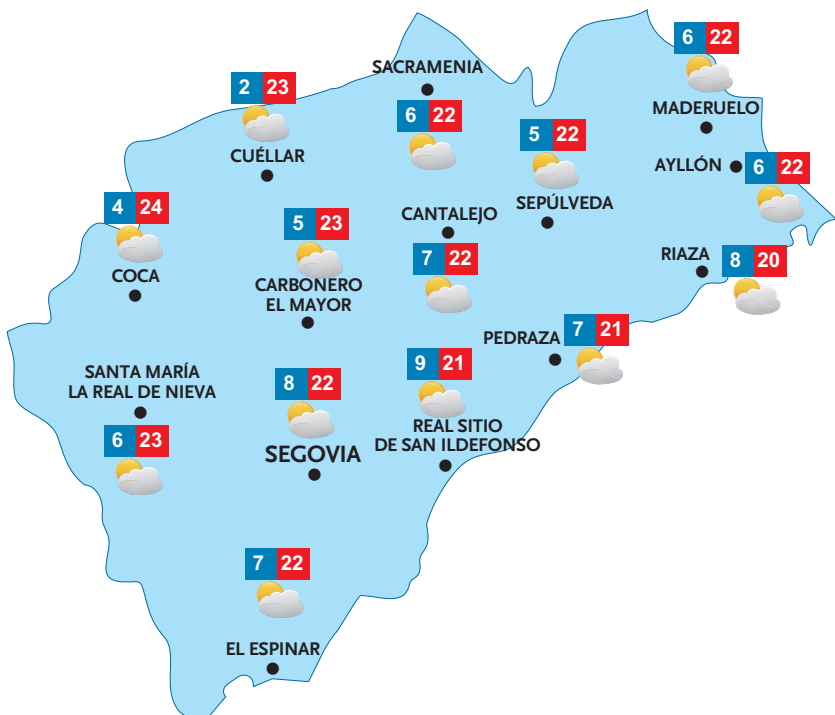 6 22
MADERUELO
SACRAMENIA
6 22
2 23
CUÉLLAR
5 22
SEPÚLVEDA
AYLLÓN
6 22
4 24
COCA
CANTALEJO
7 22
5 23
CARBONERO
EL MAYOR
RIAZA
8 20
PEDRAZA
7 21
SANTA MARÍA
LA REAL DE NIEVA
6 23
8 22
SEGOVIA
9 21
REAL SITIO
DE SAN ILDEFONSO
7 22
EL ESPINAR